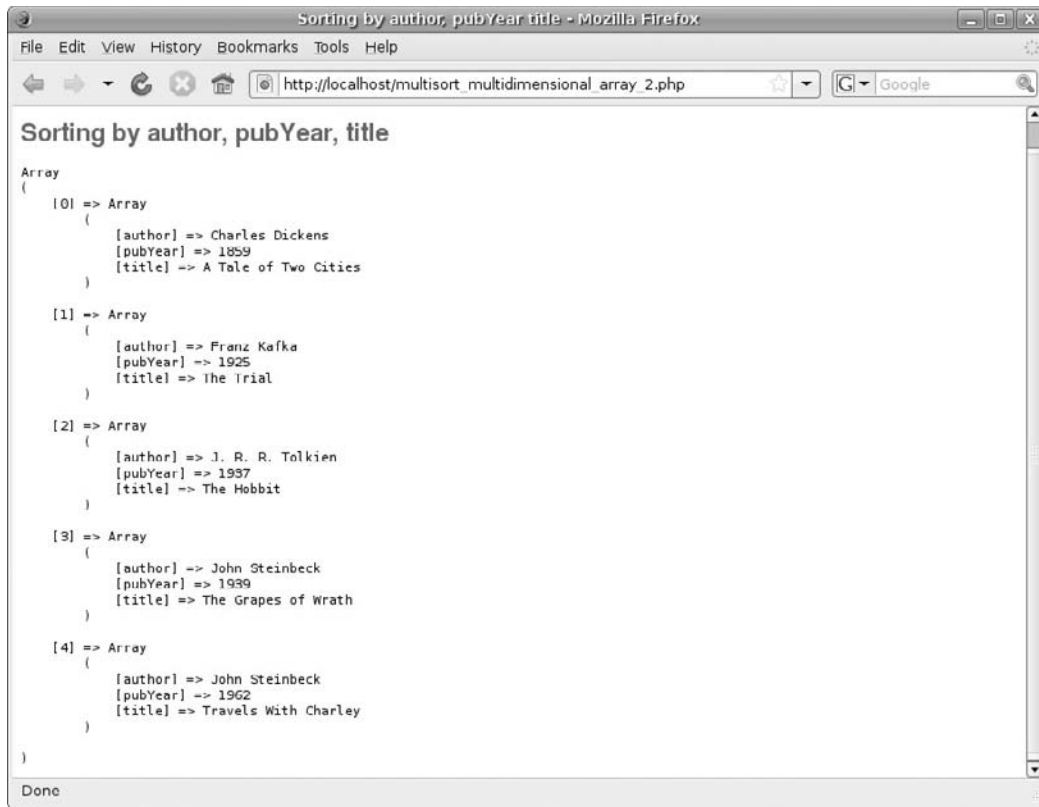 Sorting by author, pubYear title - Mozilla Firefox
File Edit View History Bookmarks Tools Help
http://localhost/multisort_multidimensional_array_2.php
G Google
Sorting by author, pubYear, title
Array
(
[0] => Array
(
[author] => Charles Dickens
[pubYear] => 1859
[title] => A Tale of Two Cities
)
[1] => Array
(
[author] => Franz Kafka
[pubYear] => 1925
[title] => The Trial
)
[2] => Array
(
[author] => J. R. R. Tolkien
[pubYear] => 1937
[title] => The Hobbit
)
[3] => Array
(
[author] => John Steinbeck
[pubYear] => 1939
[title] => The Grapes of Wrath
)
[4] => Array
(
[author] => John Steinbeck
[pubYear] => 1962
[title] => Travels With Charley
)
)
Done